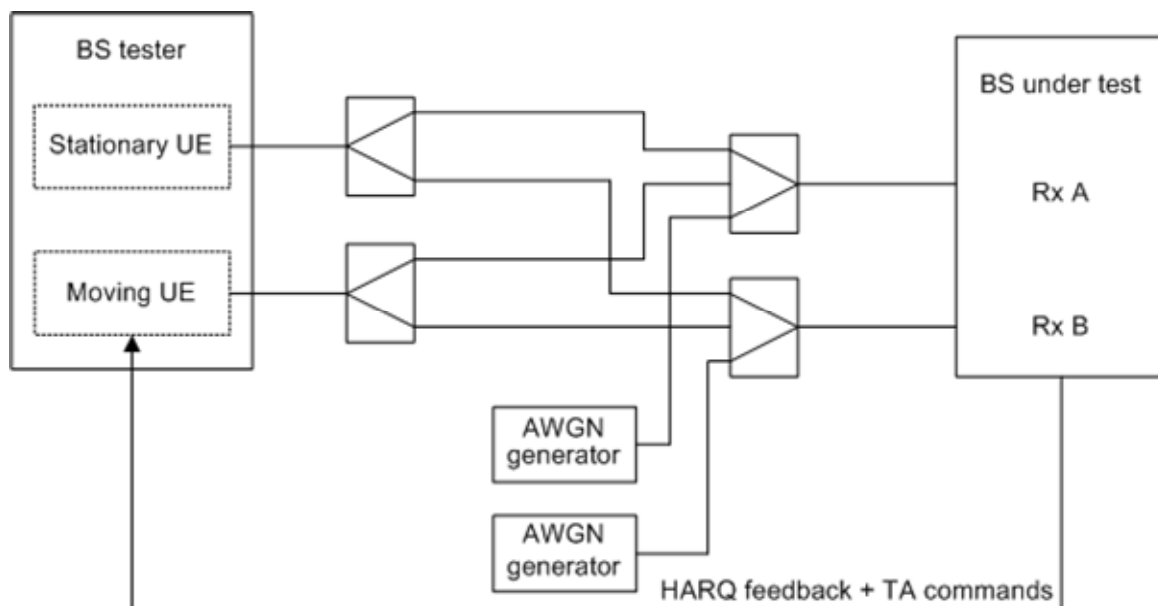 BS tester
Stationary UE
Moving UE
BS under test
Rx A
Rx B
AWGN
generator
AWGN
generator
HARQ feedback + TA commands